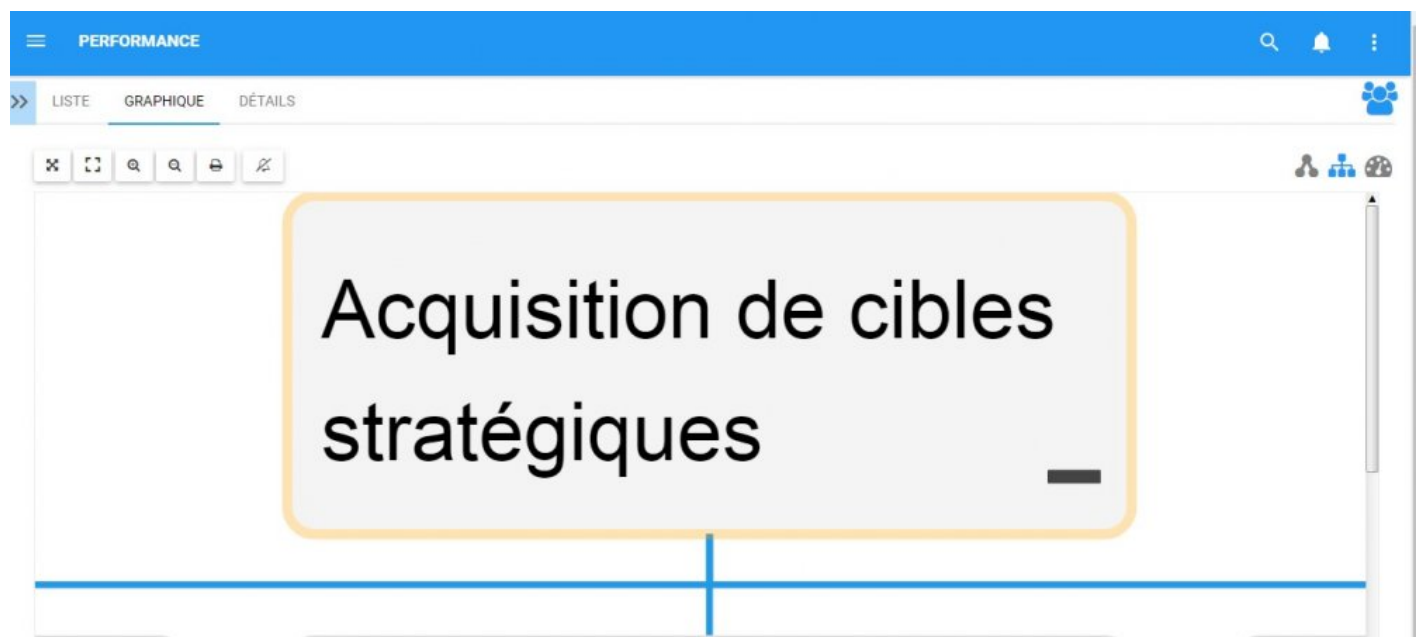 PERFORMANCE
LISTE GRAPHIQUE DÉTAILS
Acquisition de cibles
stratégiques